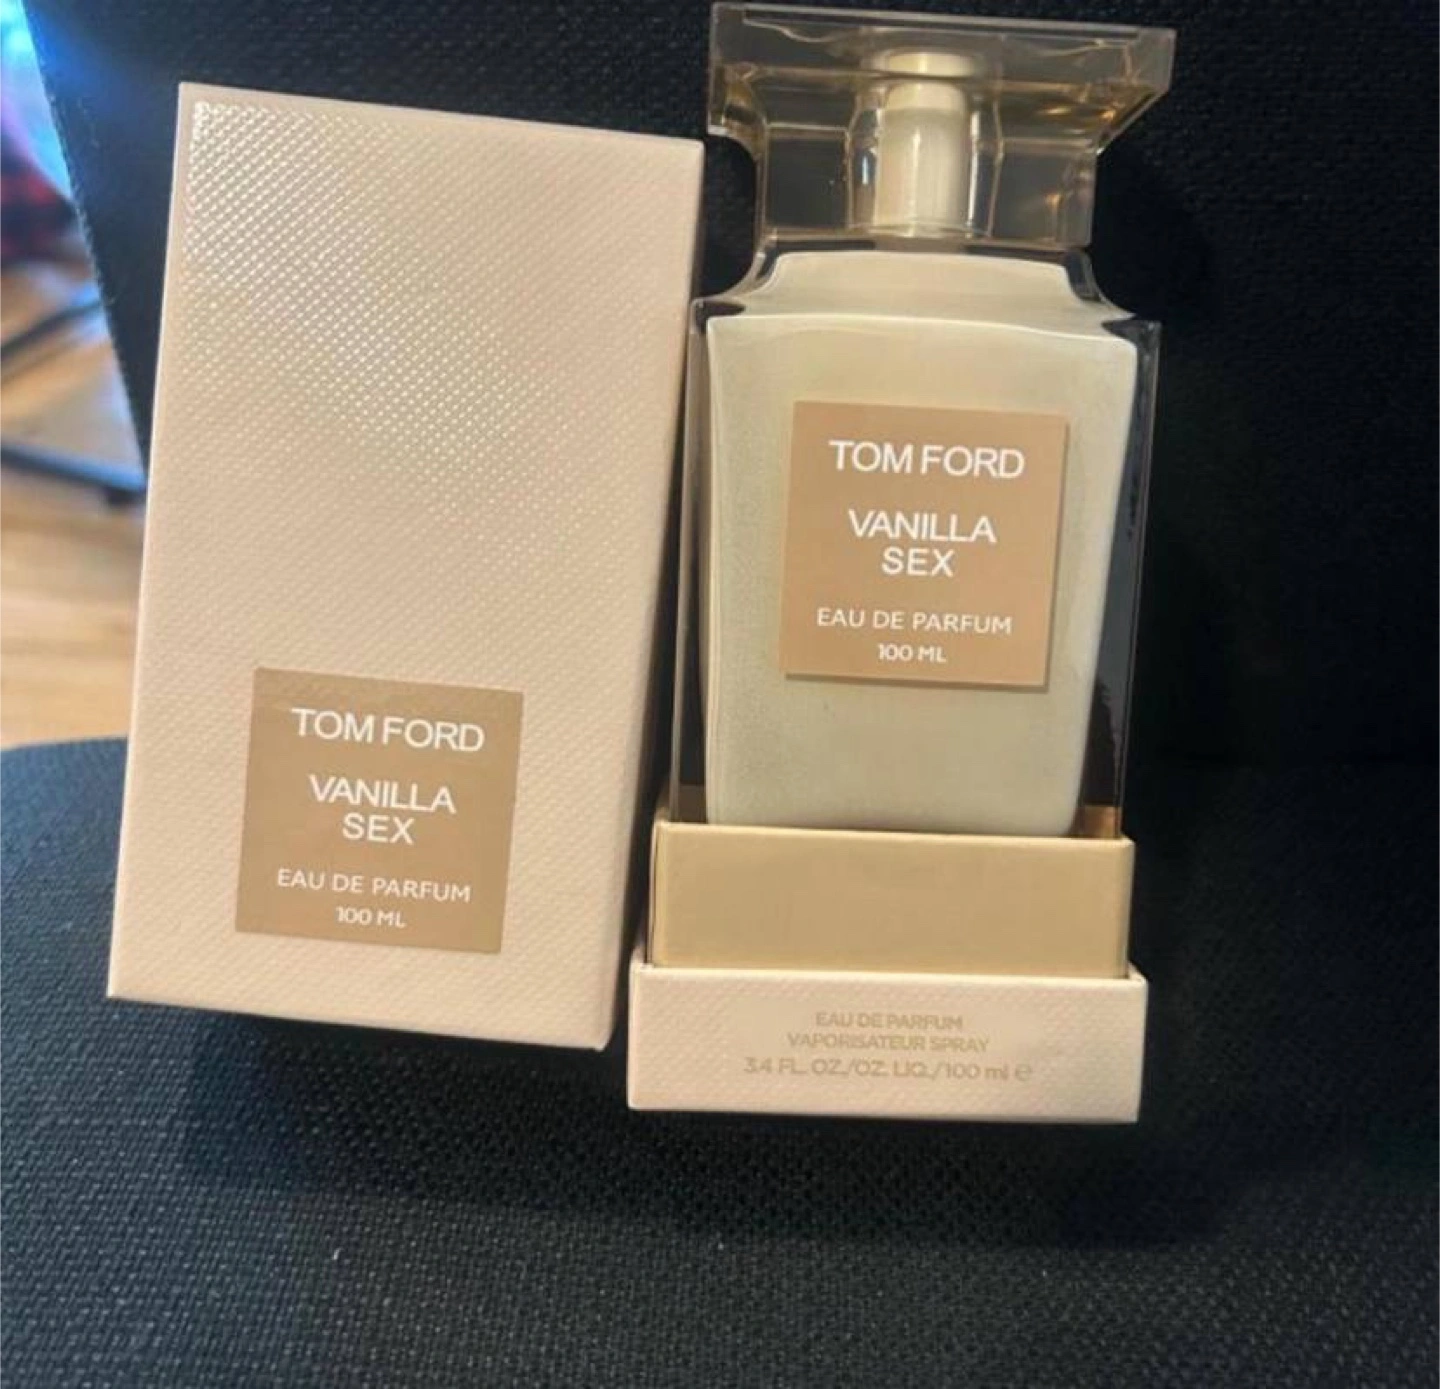 TOM FORD
VANILLA
SEX
EAU DE PARFUM
100 ML
TOM FORD
VANILLA
SEX
EAU DE PARFUM
100 ML
EAU DE PARFUM
VAPORISATEUR SPRAY
3.4 FL. OZ./OZ. LIQ./100 ml ℮